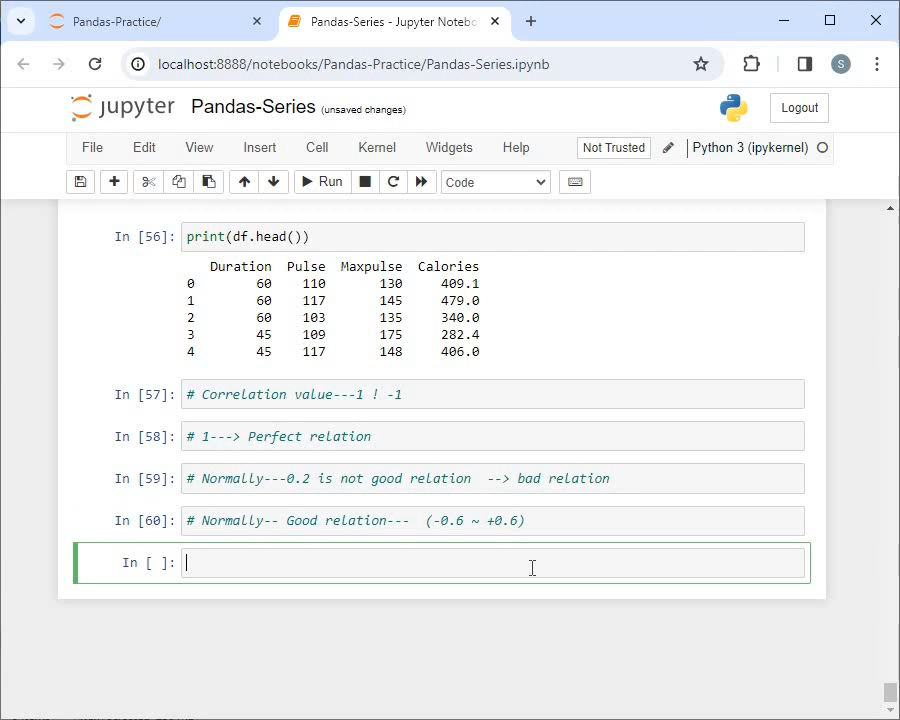 Pandas-Practice/
Pandas-Series - Jupyter Notebo
localhost:8888/notebooks/Pandas-Practice/Pandas-Series.ipynb
S
jupyter Pandas-Series (unsaved changes)
Logout
File Edit View Insert Cell Kernel Widgets Help Not Trusted Python 3 (ipykernel)
Run Code
In [56]: print(df.head())
Duration Pulse Maxpulse Calories
0 60 110 130 409.1
1 60 117 145 479.0
2 60 103 135 340.0
3 45 109 175 282.4
4 45 117 148 406.0
In [57]: # Correlation value---1 ! -1
In [58]: # 1---> Perfect relation
In [59]: # Normally---0.2 is not good relation --> bad relation
In [60]: # Normally-- Good relation--- (-0.6 ~ +0.6)
In [ ]: